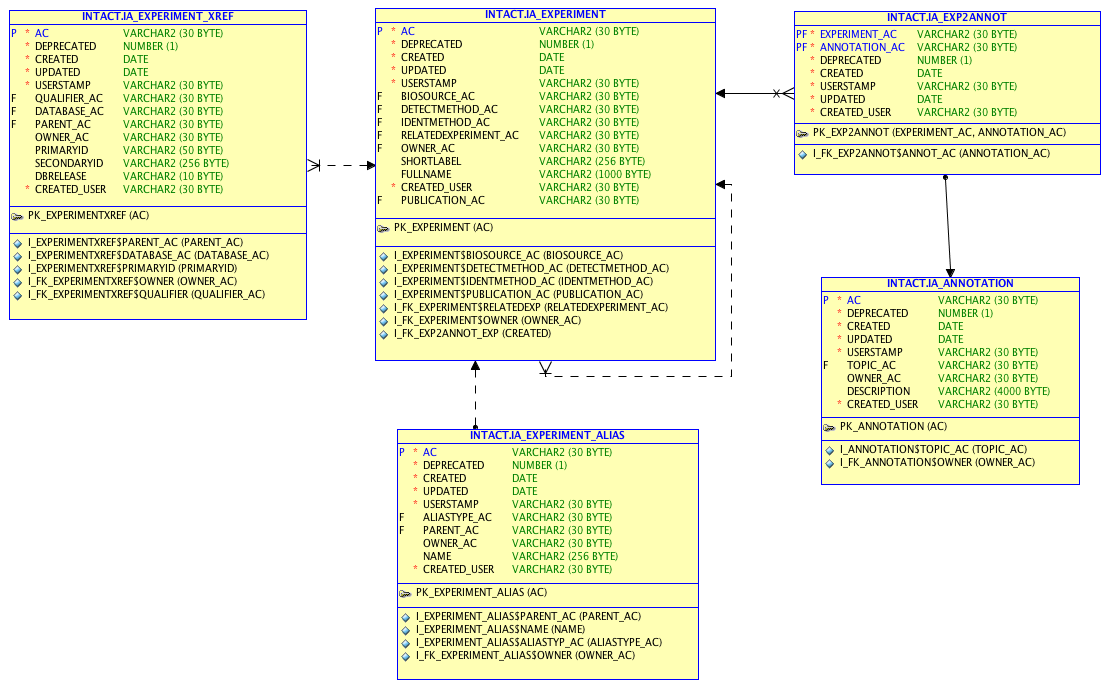 INTACT.IA_EXPERIMENT_XREF
P * AC VARCHAR2 (30 BYTE)
* DEPRECATED NUMBER (1)
* CREATED DATE
* UPDATED DATE
* USERSTAMP VARCHAR2 (30 BYTE)
F QUALIFIER_AC VARCHAR2 (30 BYTE)
F DATABASE_AC VARCHAR2 (30 BYTE)
F PARENT_AC VARCHAR2 (30 BYTE)
OWNER_AC VARCHAR2 (30 BYTE)
PRIMARYID VARCHAR2 (50 BYTE)
SECONDARYID VARCHAR2 (256 BYTE)
DBRELEASE VARCHAR2 (10 BYTE)
* CREATED_USER VARCHAR2 (30 BYTE)
PK_EXPERIMENTXREF (AC)
I_EXPERIMENTXREF$PARENT_AC (PARENT_AC)
I_EXPERIMENTXREF$DATABASE_AC (DATABASE_AC)
I_EXPERIMENTXREF$PRIMARYID (PRIMARYID)
I_FK_EXPERIMENTXREF$OWNER (OWNER_AC)
I_FK_EXPERIMENTXREF$QUALIFIER (QUALIFIER_AC)
INTACT.IA_EXPERIMENT
P * AC VARCHAR2 (30 BYTE)
* DEPRECATED NUMBER (1)
* CREATED DATE
* UPDATED DATE
* USERSTAMP VARCHAR2 (30 BYTE)
F BIOSOURCE_AC VARCHAR2 (30 BYTE)
F DETECTMETHOD_AC VARCHAR2 (30 BYTE)
F IDENTMETHOD_AC VARCHAR2 (30 BYTE)
F RELATEDEXPERIMENT_AC VARCHAR2 (30 BYTE)
F OWNER_AC VARCHAR2 (30 BYTE)
SHORTLABEL VARCHAR2 (256 BYTE)
FULLNAME VARCHAR2 (1000 BYTE)
* CREATED_USER VARCHAR2 (30 BYTE)
F PUBLICATION_AC VARCHAR2 (30 BYTE)
PK_EXPERIMENT (AC)
I_EXPERIMENT$BIOSOURCE_AC (BIOSOURCE_AC)
I_EXPERIMENT$DETECTMETHOD_AC (DETECTMETHOD_AC)
I_EXPERIMENT$IDENTMETHOD_AC (IDENTMETHOD_AC)
I_EXPERIMENT$PUBLICATION_AC (PUBLICATION_AC)
I_FK_EXPERIMENT$RELATEDEXP (RELATEDEXPERIMENT_AC)
I_FK_EXPERIMENT$OWNER (OWNER_AC)
I_FK_EXP2ANNOT_EXP (CREATED)
INTACT.IA_EXP2ANNOT
PF * EXPERIMENT_AC VARCHAR2 (30 BYTE)
PF * ANNOTATION_AC VARCHAR2 (30 BYTE)
* DEPRECATED NUMBER (1)
* CREATED DATE
* USERSTAMP VARCHAR2 (30 BYTE)
* UPDATED DATE
* CREATED_USER VARCHAR2 (30 BYTE)
PK_EXP2ANNOT (EXPERIMENT_AC, ANNOTATION_AC)
I_FK_EXP2ANNOT$ANNOT_AC (ANNOTATION_AC)
INTACT.IA_ANNOTATION
P * AC VARCHAR2 (30 BYTE)
* DEPRECATED NUMBER (1)
* CREATED DATE
* UPDATED DATE
* USERSTAMP VARCHAR2 (30 BYTE)
F TOPIC_AC VARCHAR2 (30 BYTE)
OWNER_AC VARCHAR2 (30 BYTE)
DESCRIPTION VARCHAR2 (4000 BYTE)
* CREATED_USER VARCHAR2 (30 BYTE)
PK_ANNOTATION (AC)
I_ANNOTATION$TOPIC_AC (TOPIC_AC)
I_FK_ANNOTATION$OWNER (OWNER_AC)
INTACT.IA_EXPERIMENT_ALIAS
P * AC VARCHAR2 (30 BYTE)
* DEPRECATED NUMBER (1)
* CREATED DATE
* UPDATED DATE
* USERSTAMP VARCHAR2 (30 BYTE)
F ALIASTYPE_AC VARCHAR2 (30 BYTE)
F PARENT_AC VARCHAR2 (30 BYTE)
OWNER_AC VARCHAR2 (30 BYTE)
NAME VARCHAR2 (256 BYTE)
* CREATED_USER VARCHAR2 (30 BYTE)
PK_EXPERIMENT_ALIAS (AC)
I_EXPERIMENT_ALIAS$PARENT_AC (PARENT_AC)
I_EXPERIMENT_ALIAS$NAME (NAME)
I_EXPERIMENT_ALIAS$ALIASTYP_AC (ALIASTYPE_AC)
I_FK_EXPERIMENT_ALIAS$OWNER (OWNER_AC)